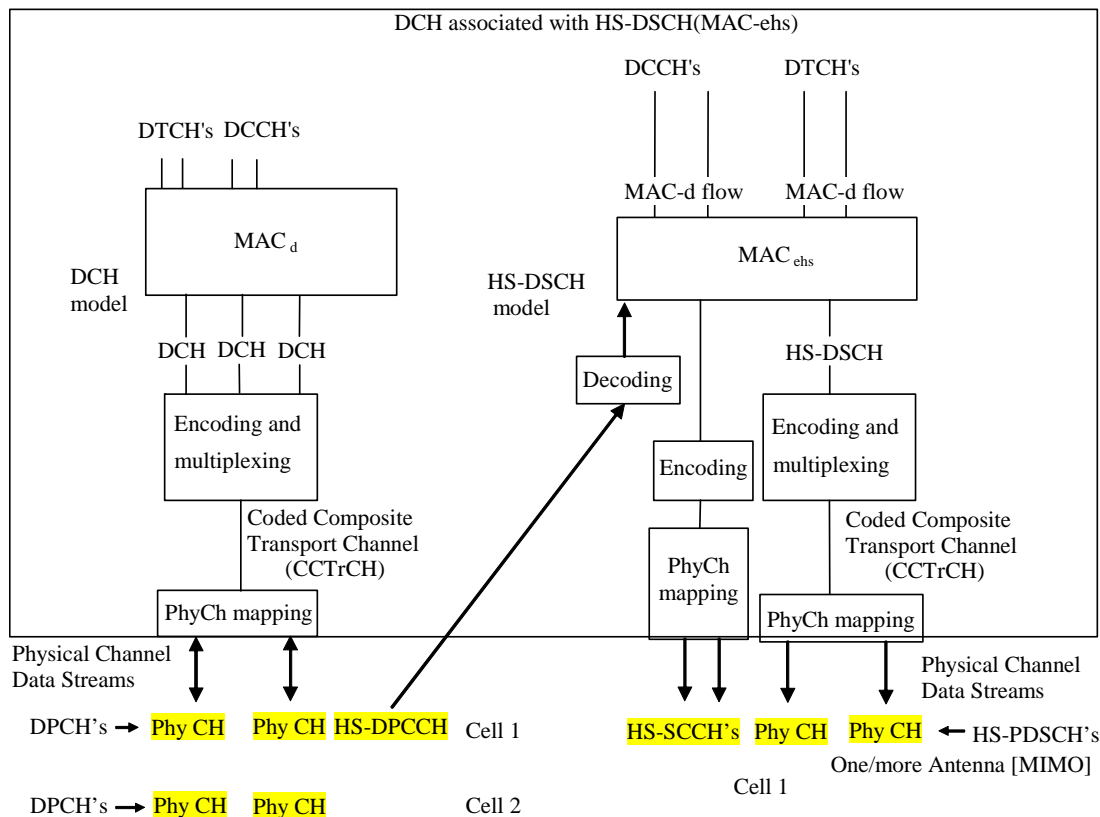 DCH associated with HS-DSCH(MAC-ehs)
DCCH's DTCH's
DTCH's DCCH's
MAC-d flow MAC-d flow
MAC d
MAC ehs
DCH
model
HS-DSCH
model
DCH DCH DCH
HS-DSCH
Decoding
Encoding and
multiplexing
Encoding
Encoding and
multiplexing
Coded Composite
Transport Channel
(CCTrCH)
Coded Composite
Transport Channel
(CCTrCH)
PhyCh
mapping
PhyCh mapping
PhyCh mapping
Physical Channel
Data Streams
Physical Channel
Data Streams
DPCH's Phy CH Phy CH HS-DPCCH Cell 1
HS-SCCH's Phy CH Phy CH HS-PDSCH's
One/more Antenna [MIMO]
Cell 1
DPCH's Phy CH Phy CH Cell 2